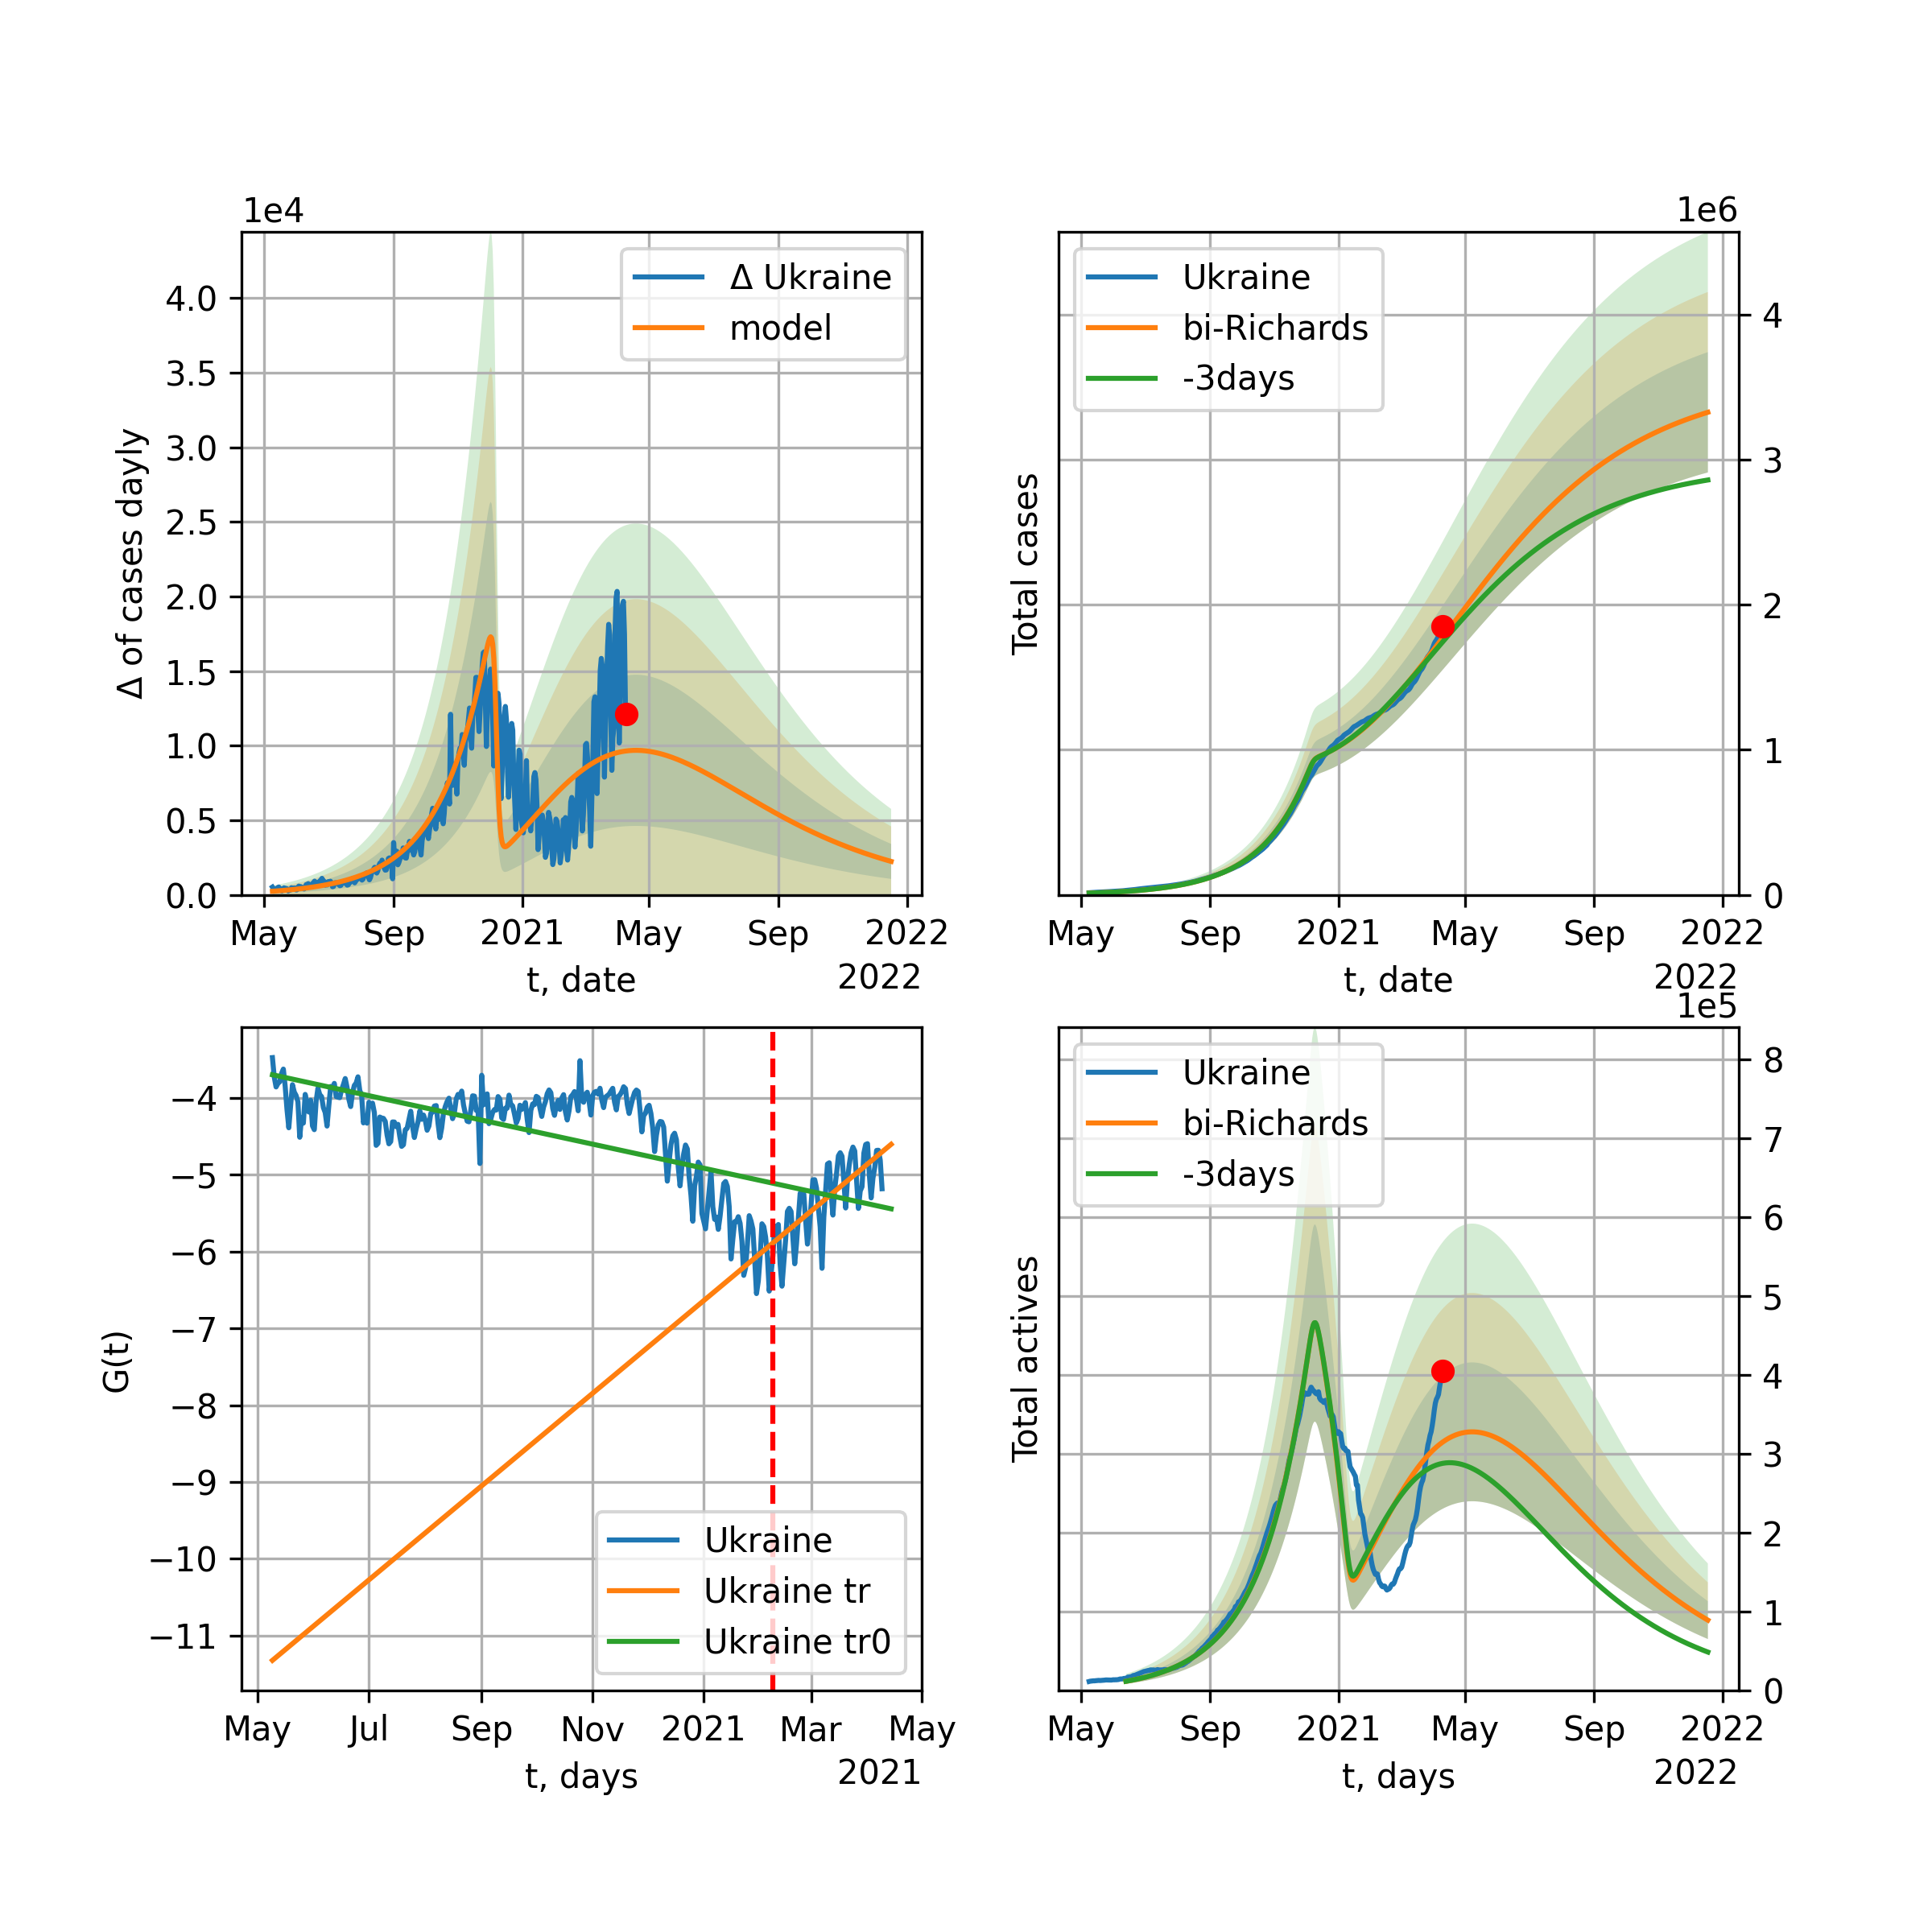 1e4
Δ of cases dayly
4.0
3.5
3.0
2.5
2.0
1.5
1.0
0.5
0.0
Δ Ukraine
model
May Sep 2021 May Sep 2022
t, date
2022
1e6
Total cases
Ukraine
bi-Richards
-3days
4
3
2
1
0
May Sep 2021 May Sep 2022
t, date
2022
G(t)
−4
−5
−6
−7
−8
−9
−10
−11
Ukraine
Ukraine tr
Ukraine tr0
May Jul Sep Nov 2021 Mar May
t, days
2021
1e5
Total actives
Ukraine
bi-Richards
-3days
8
7
6
5
4
3
2
1
0
May Sep 2021 May Sep 2022
t, days
2022